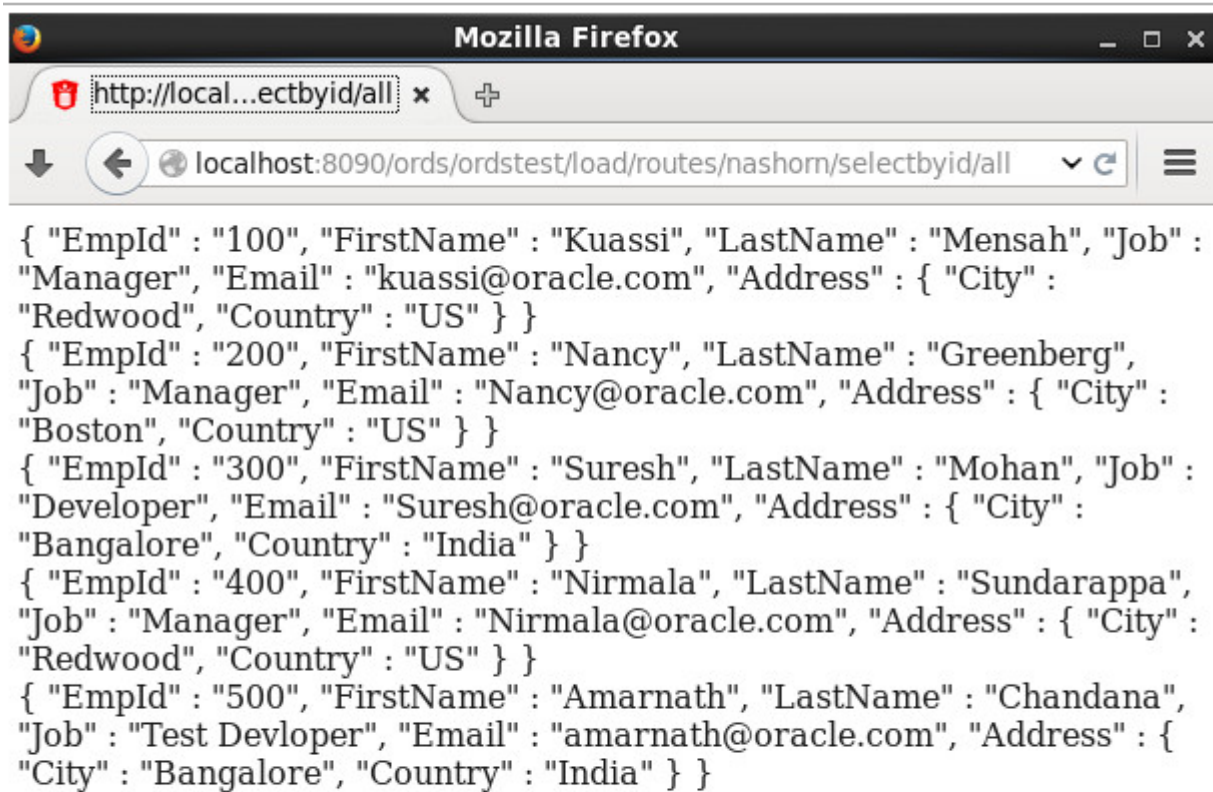 Mozilla Firefox
http://local...ectbyid/all
localhost:8090/ords/ordstest/load/routes/nashorn/selectbyid/all
{ "EmpId" : "100", "FirstName" : "Kuassi", "LastName" : "Mensah", "Job" :
"Manager", "Email" : "kuassi@oracle.com", "Address" : { "City" :
"Redwood", "Country" : "US" } }
{ "EmpId" : "200", "FirstName" : "Nancy", "LastName" : "Greenberg",
"Job" : "Manager", "Email" : "Nancy@oracle.com", "Address" : { "City" :
"Boston", "Country" : "US" } }
{ "EmpId" : "300", "FirstName" : "Suresh", "LastName" : "Mohan", "Job" :
"Developer", "Email" : "Suresh@oracle.com", "Address" : { "City" :
"Bangalore", "Country" : "India" } }
{ "EmpId" : "400", "FirstName" : "Nirmala", "LastName" : "Sundarappa",
"Job" : "Manager", "Email" : "Nirmala@oracle.com", "Address" : { "City" :
"Redwood", "Country" : "US" } }
{ "EmpId" : "500", "FirstName" : "Amarnath", "LastName" : "Chandana",
"Job" : "Test Devloper", "Email" : "amarnath@oracle.com", "Address" : {
"City" : "Bangalore", "Country" : "India" } }